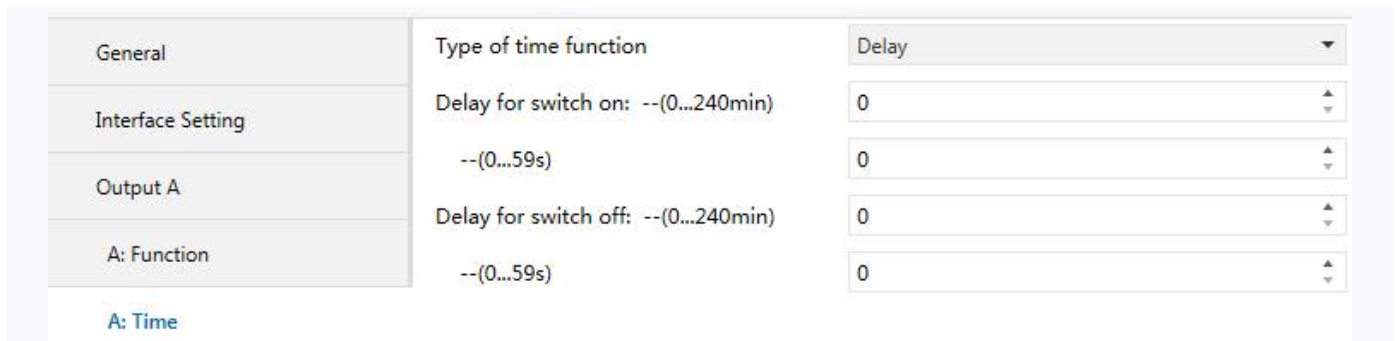 General
Interface Setting
Output A
A: Function
A: Time
Type of time function Delay
Delay for switch on: --(0...240min) 0
--(0...59s) 0
Delay for switch off: --(0...240min) 0
--(0...59s) 0